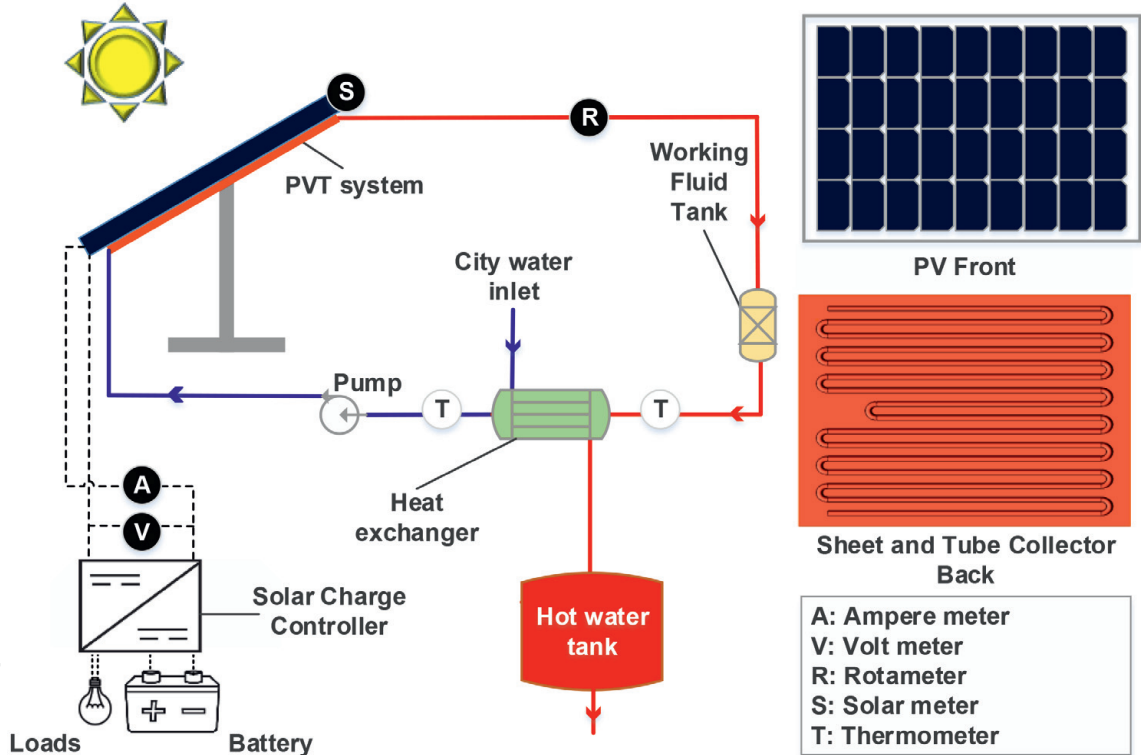 S
R
PVT system
Working
Fluid
Tank
PV Front
City water
inlet
Pump
T
T
Heat
exchanger
A
V
Sheet and Tube Collector
Back
Solar Charge
Controller
Hot water
tank
Loads
Battery
A: Ampere meter
V: Volt meter
R: Rotameter
S: Solar meter
T: Thermometer